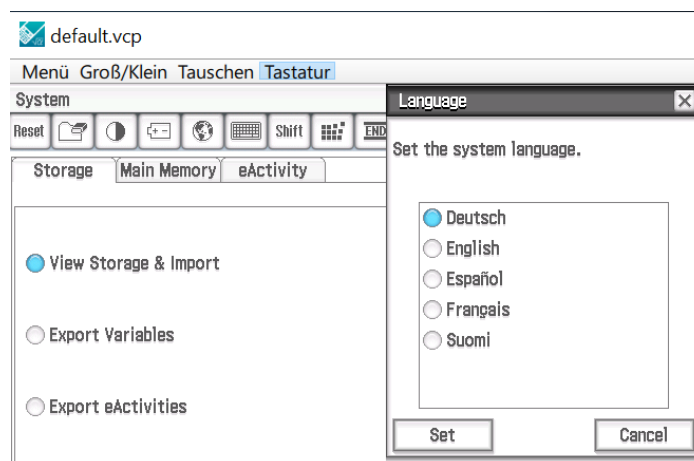 default.vcp
Menü Groß/Klein Tauschen Tastatur
System
Reset Shift END
Storage Main Memory eActivity
View Storage & Import
Export Variables
Export eActivities
Language
Set the system language.
Deutsch
English
Español
Français
Suomi
Set Cancel